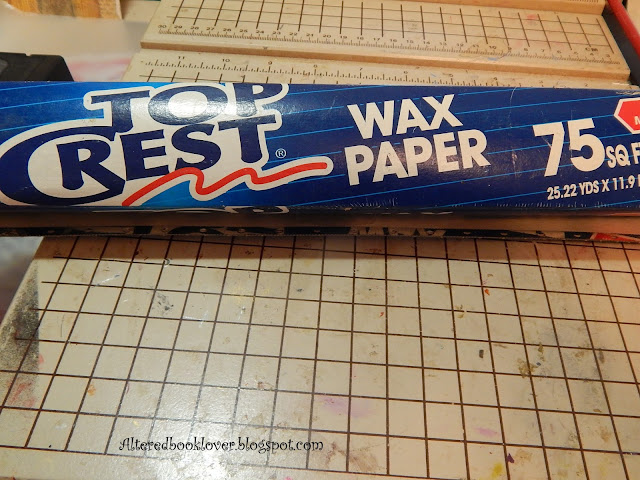 TOP
CREST®
WAX
PAPER
75
SQ F
25.22 YDS X 11.9
Alteredbooklover.blogspot.com